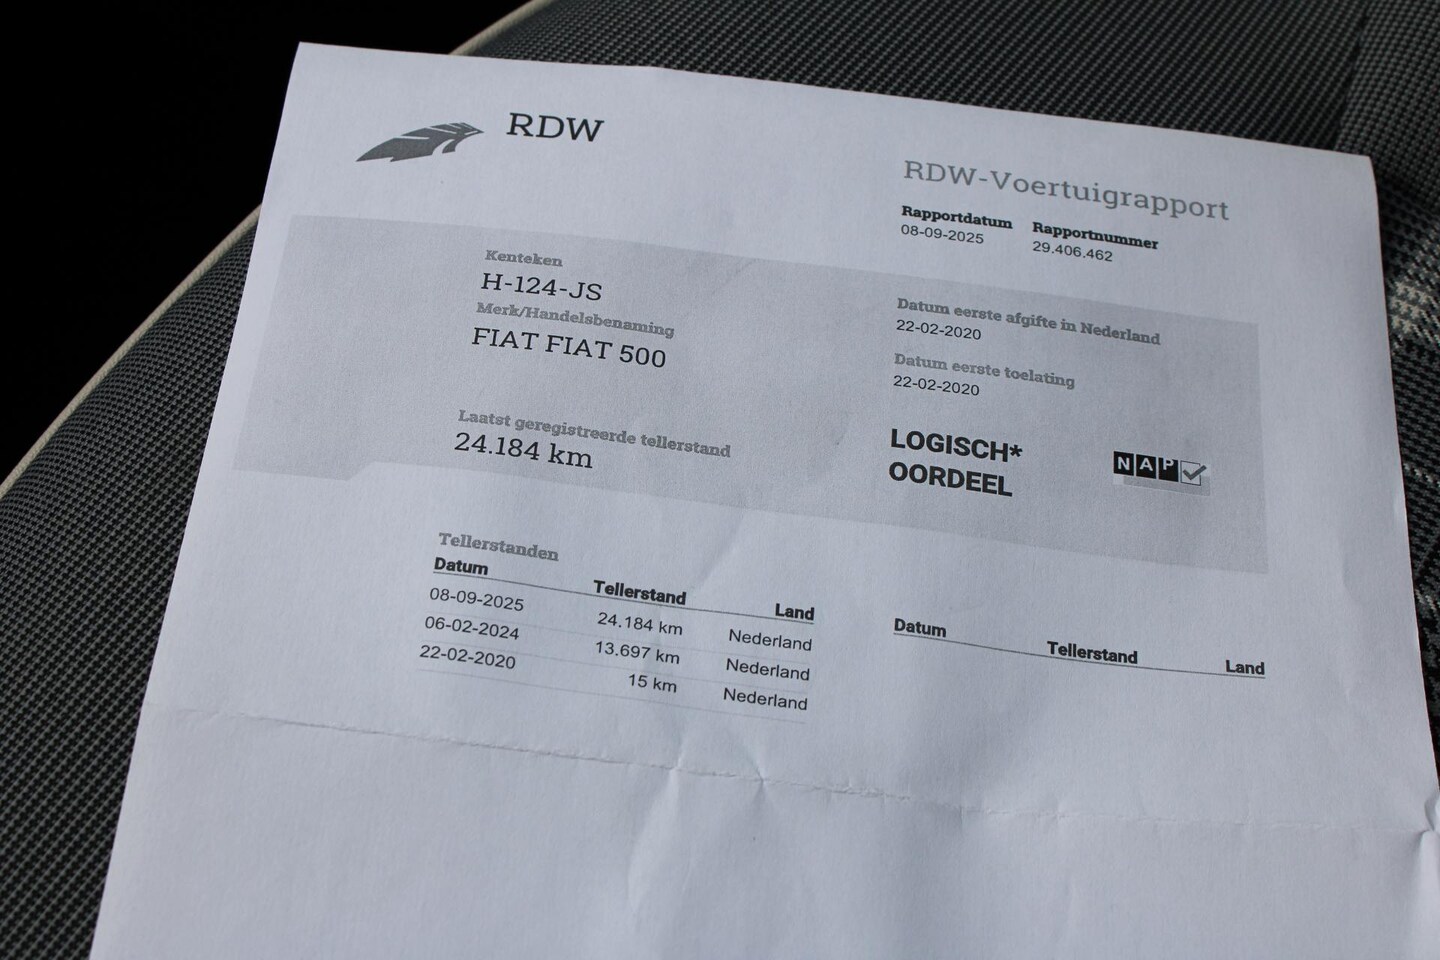 RDW
RDW-Voertuigrapport
Rapportdatum Rapportnummer
08-09-2025 29.406.462
Kenteken
H-124-JS
Merk/Handelsbenaming
FIAT FIAT 500
Laatst geregistreerde tellerstand
24.184 km
Datum eerste afgifte in Nederland
22-02-2020
Datum eerste toelating
22-02-2020
LOGISCH*
OORDEEL
NAP
Tellerstanden
Datum Tellerstand Land
08-09-2025 24.184 km Nederland
06-02-2024 13.697 km Nederland
22-02-2020 15 km Nederland
Datum Tellerstand Land